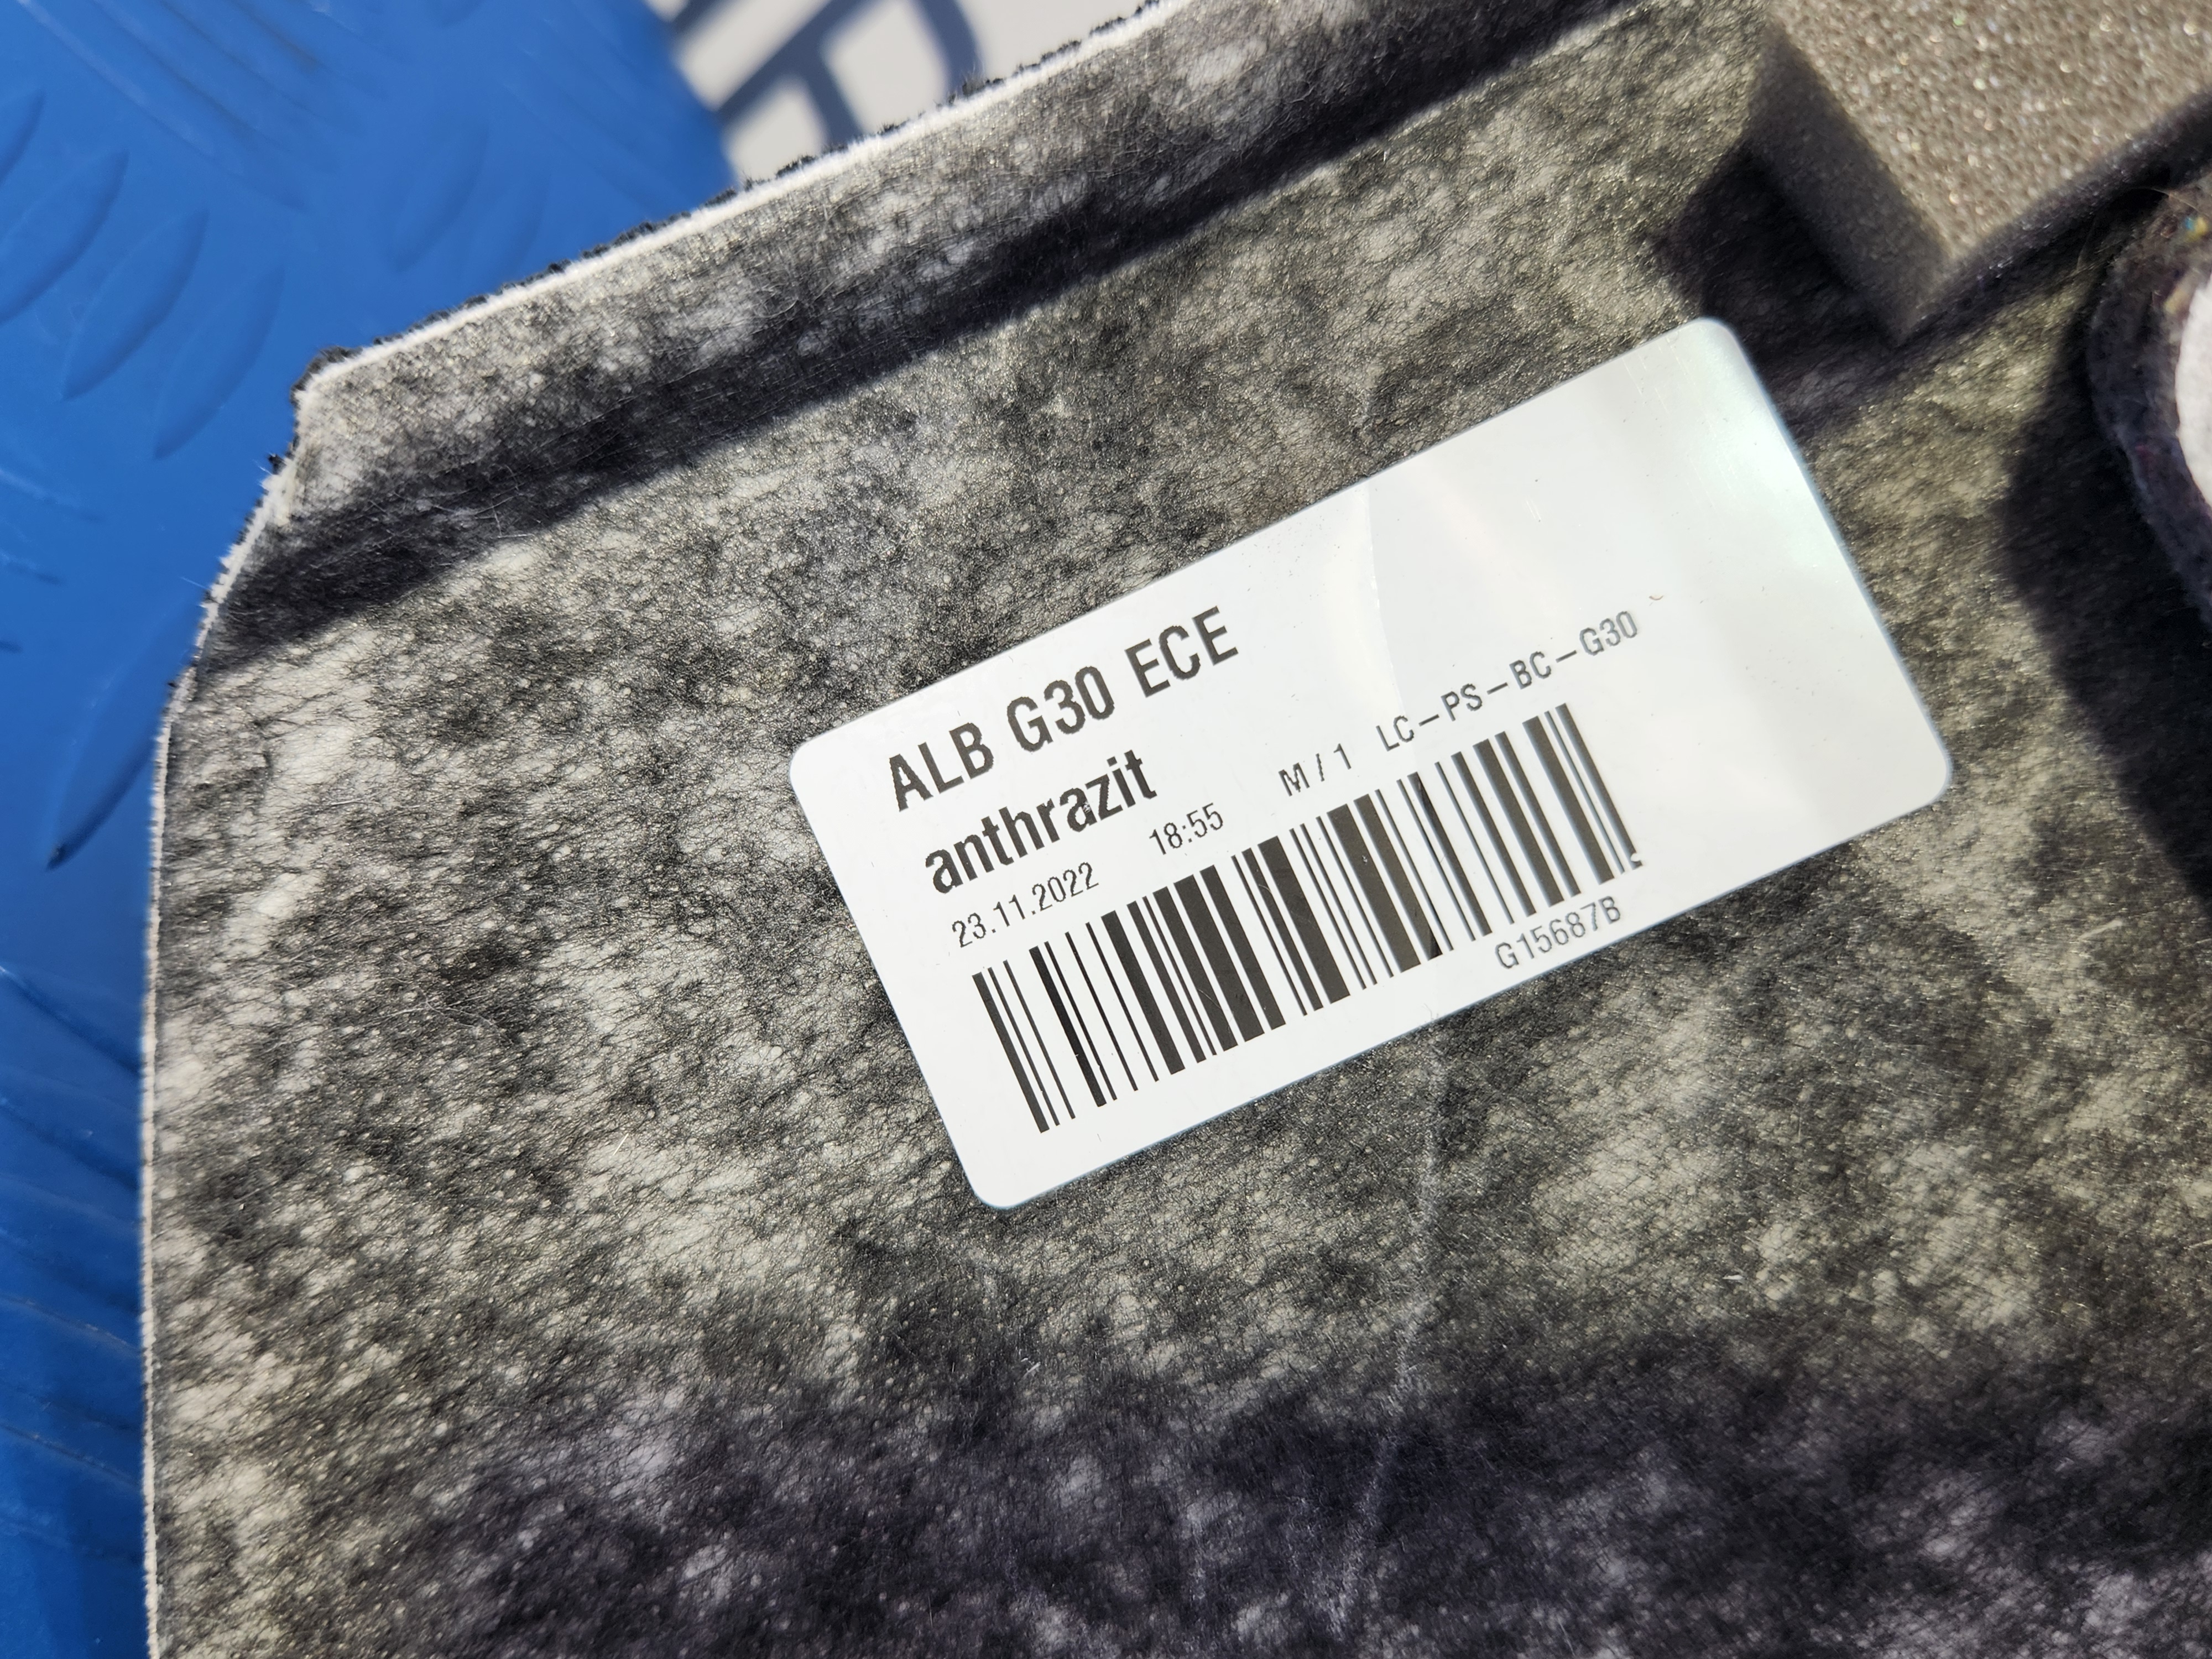 ALB G30 ECE
anthrazit
23.11.2022 18:55 M / 1 LC-PS-BC-G30
G15687B